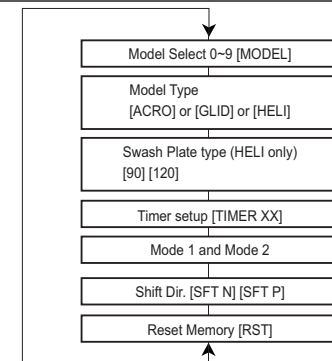 Model Select 0~9 [MODEL]
Model Type
[ACRO] or [GLID] or [HELI]
Swash Plate type (HELI only)
[90] [120]
Timer setup [TIMER XX]
Mode 1 and Mode 2
Shift Dir. [SFT N] [SFT P]
Reset Memory [RST]